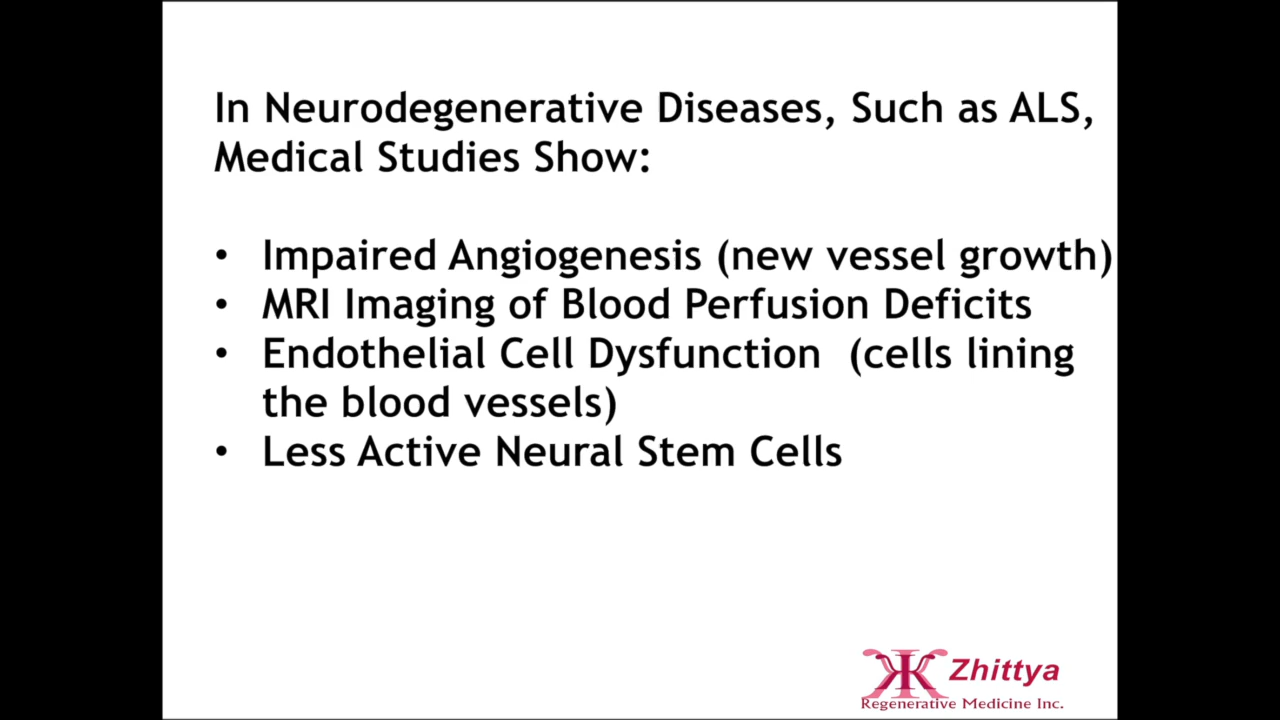 In Neurodegenerative Diseases, Such as ALS,
Medical Studies Show:
• Impaired Angiogenesis (new vessel growth)
• MRI Imaging of Blood Perfusion Deficits
• Endothelial Cell Dysfunction (cells lining
the blood vessels)
• Less Active Neural Stem Cells
Zhittya
Regenerative Medicine Inc.